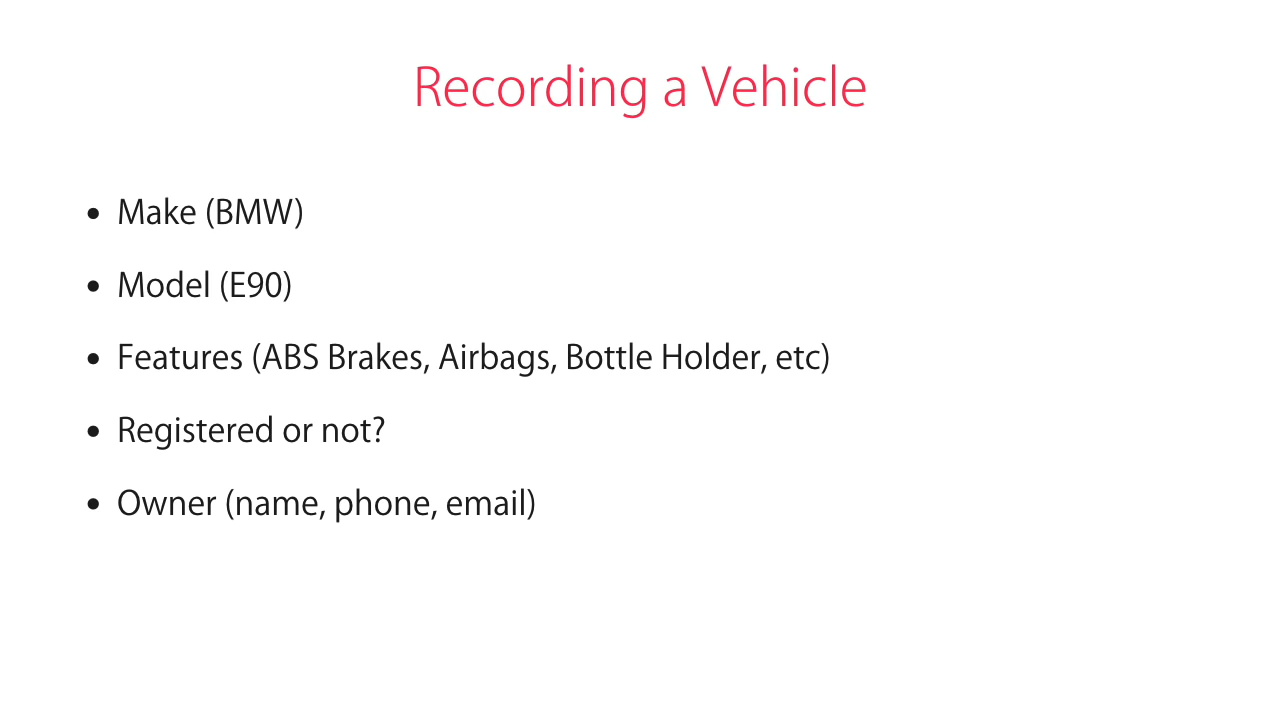 Recording a Vehicle
• Make (BMW)
• Model (E90)
• Features (ABS Brakes, Airbags, Bottle Holder, etc)
• Registered or not?
• Owner (name, phone, email)